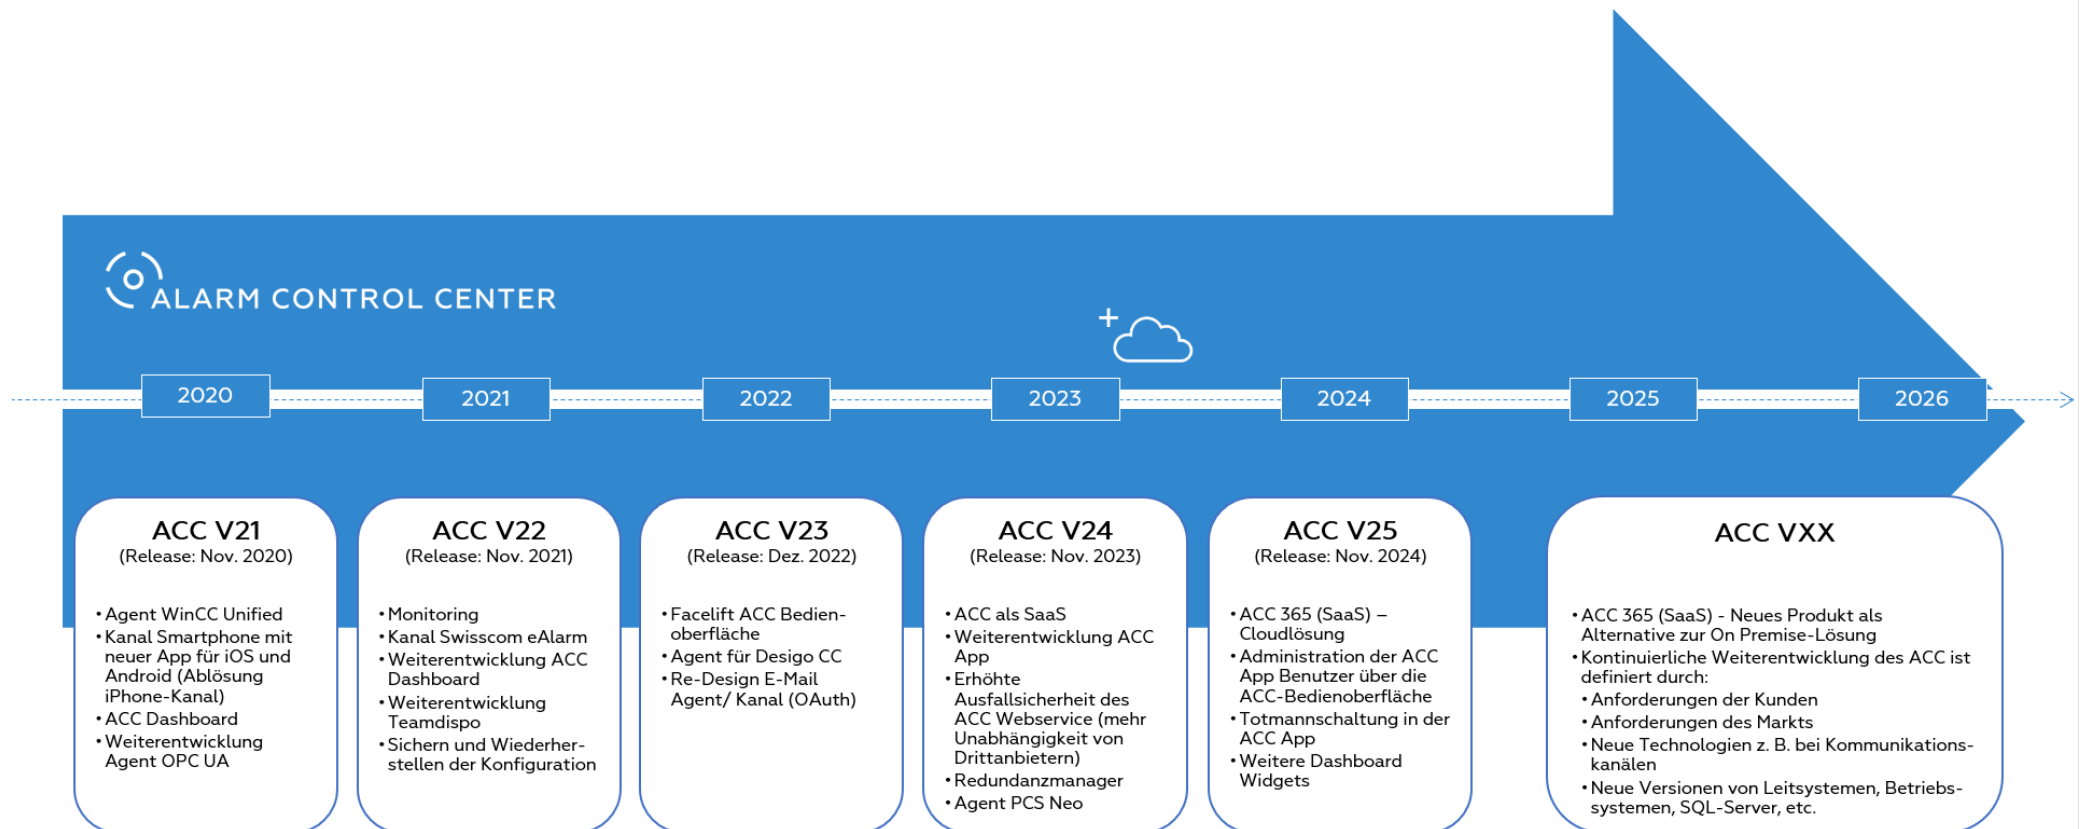 ALARM CONTROL CENTER
2020
2021
2022
2023
2024
2025
2026
ACC V21
(Release: Nov. 2020)
• Agent WinCC Unified
• Kanal Smartphone mit
neuer App für iOS und
Android (Ablösung
iPhone-Kanal)
• ACC Dashboard
• Weiterentwicklung
Agent OPC UA
ACC V22
(Release: Nov. 2021)
• Monitoring
• Kanal Swisscom eAlarm
• Weiterentwicklung ACC
Dashboard
• Weiterentwicklung
Teamdispo
• Sichern und Wiederher-
stellen der Konfiguration
ACC V23
(Release: Dez. 2022)
• Facelift ACC Bedien-
oberfläche
• Agent für Desigo CC
• Re-Design E-Mail
Agent/ Kanal (OAuth)
ACC V24
(Release: Nov. 2023)
• ACC als SaaS
• Weiterentwicklung ACC
App
• Erhöhte
Ausfallsicherheit des
ACC Webservice (mehr
Unabhängigkeit von
Drittanbietern)
• Redundanzmanager
• Agent PCS Neo
ACC V25
(Release: Nov. 2024)
• ACC 365 (SaaS) –
Cloudlösung
• Administration der ACC
App Benutzer über die
ACC-Bedienoberfläche
• Totmannschaltung in der
ACC App
• Weitere Dashboard
Widgets
ACC VXX
• ACC 365 (SaaS) - Neues Produkt als
Alternative zur On Premise-Lösung
• Kontinuierliche Weiterentwicklung des ACC ist
definiert durch:
• Anforderungen der Kunden
• Anforderungen des Markts
• Neue Technologien z. B. bei Kommunikations-
kanälen
• Neue Versionen von Leitsystemen, Betriebs-
systemen, SQL-Server, etc.